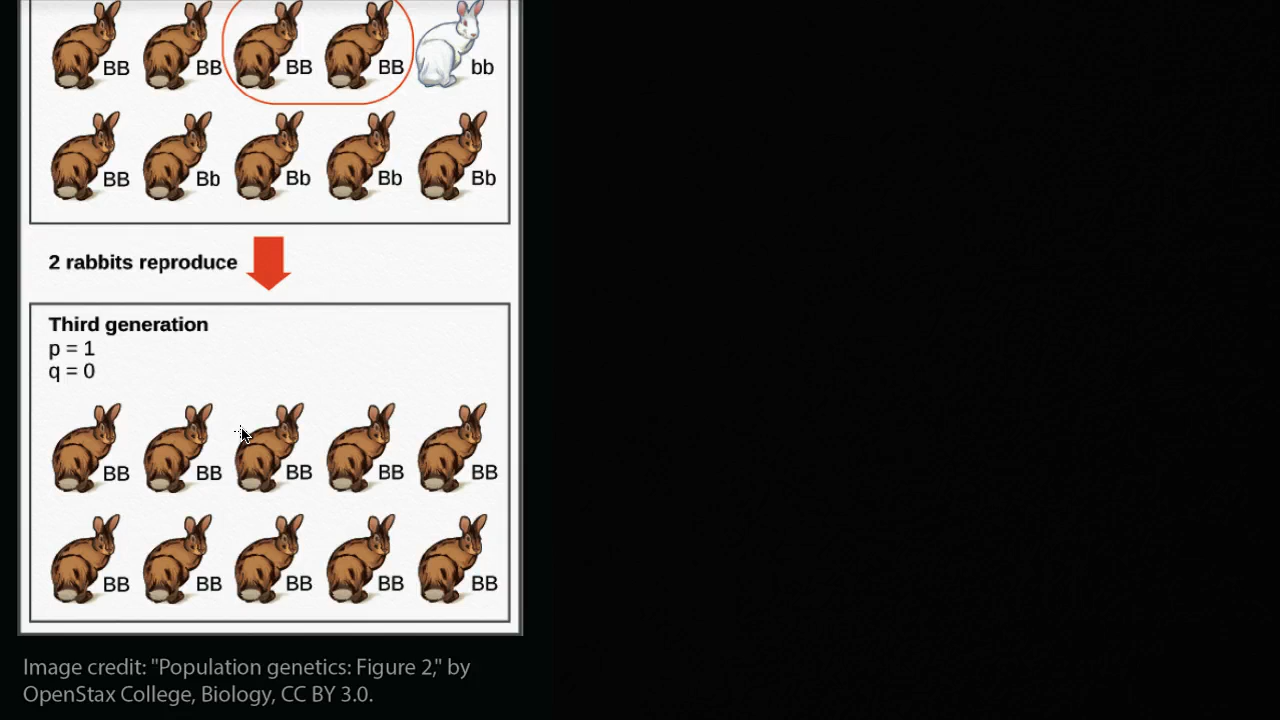 BB BB BB BB bb
BB Bb Bb Bb Bb
2 rabbits reproduce
Third generation
p = 1
q = 0
BB BB BB BB BB
BB BB BB BB BB
Image credit: "Population genetics: Figure 2," by
OpenStax College, Biology, CC BY 3.0.